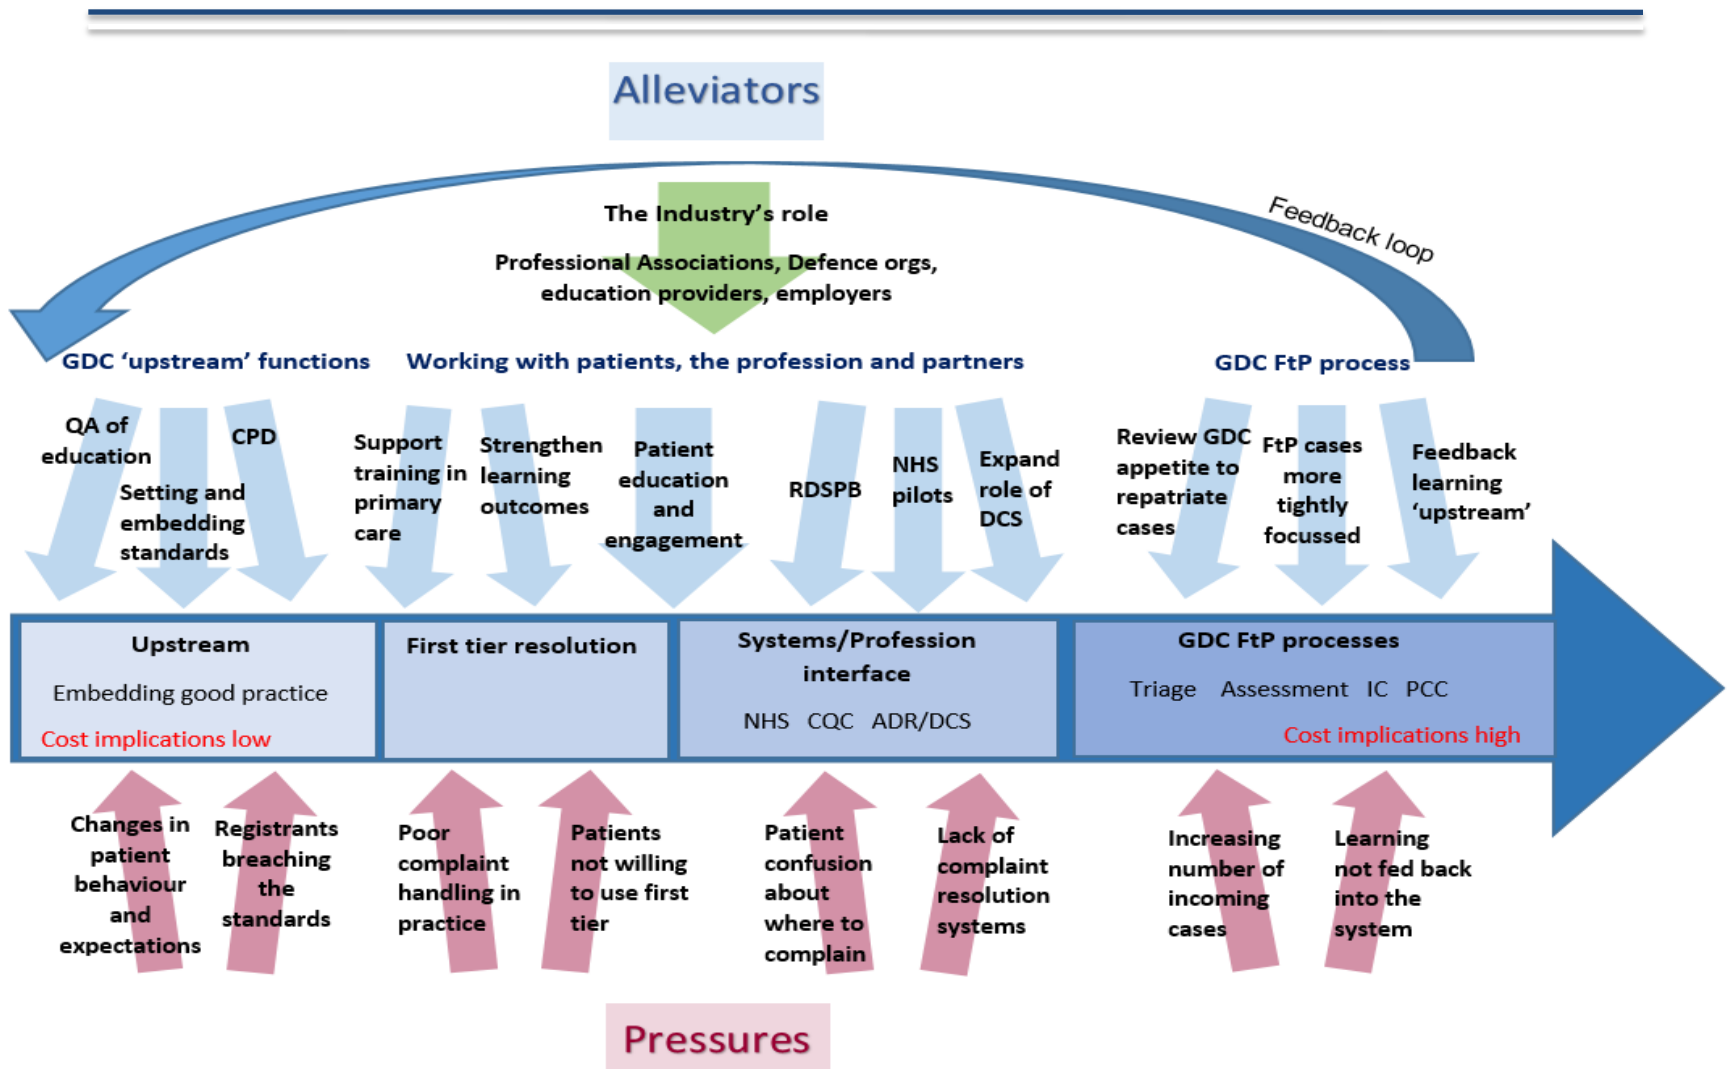 Alleviators
Feedback loop
The Industry's role
Professional Associations, Defence orgs,
education providers, employers
GDC ‘upstream’ functions
Working with patients, the profession and partners
GDC FtP process
QA of
education
Setting and
embedding
standards
CPD
Support
training in
primary
care
Strengthen
learning
outcomes
Patient
education
and
engagement
RDSPB
NHS
pilots
Expand
role of
DCS
Review GDC
appetite to
repatriate
cases
FtP cases
more
tightly
focussed
Feedback
learning
‘upstream’
Upstream
Embedding good practice
Cost implications low
First tier resolution
Systems/Profession
interface
NHS CQC ADR/DCS
GDC FtP processes
Triage Assessment IC PCC
Cost implications high
Changes in
patient
behaviour
and
expectations
Registrants
breaching
the
standards
Poor
complaint
handling in
practice
Patients
not willing
to use first
tier
Patient
confusion
about
where to
complain
Lack of
complaint
resolution
systems
Increasing
number of
incoming
cases
Learning
not fed back
into the
system
Pressures